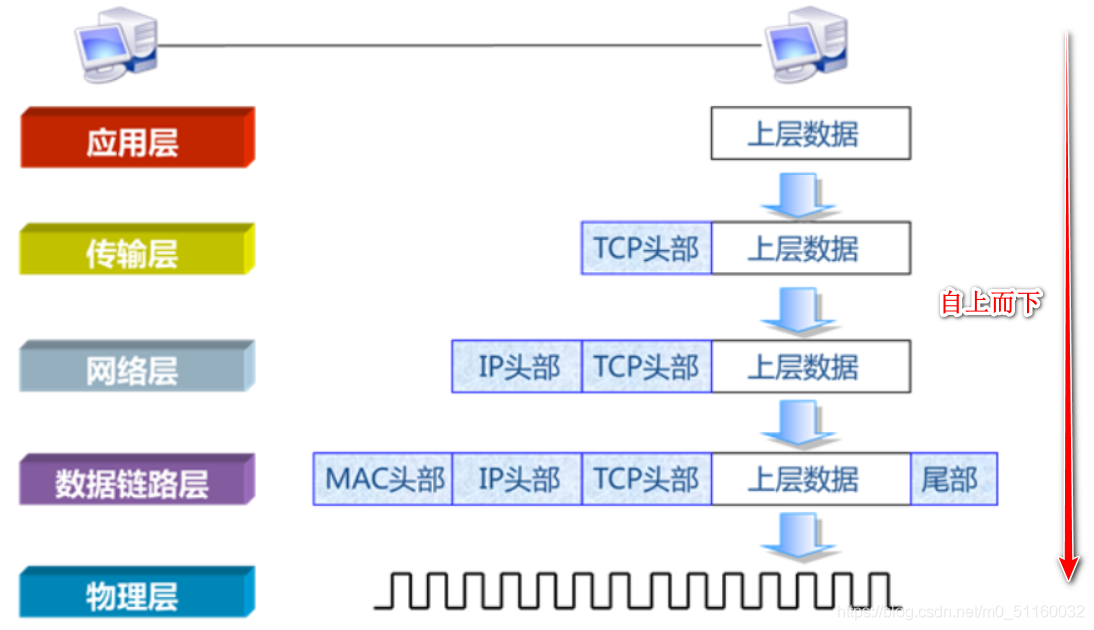 应用层
上层数据
传输层
TCP头部
上层数据
自上而下
网络层
IP头部
TCP头部
上层数据
数据链路层
MAC头部
IP头部
TCP头部
上层数据
尾部
物理层
https://blog.csdn.net/m0_51160032